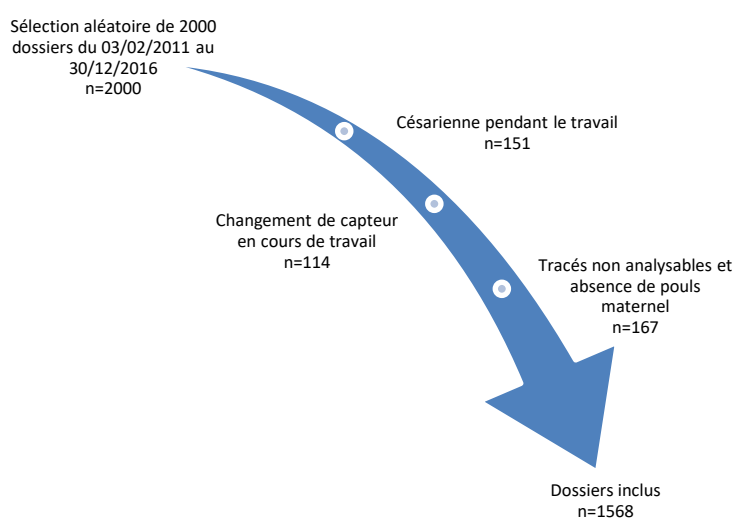 Sélection aléatoire de 2000
dossiers du 03/02/2011 au
30/12/2016
n=2000
Césarienne pendant le travail
n=151
Changement de capteur
en cours de travail
n=114
Tracés non analysables et
absence de pouls
maternel
n=167
Dossiers inclus
n=1568